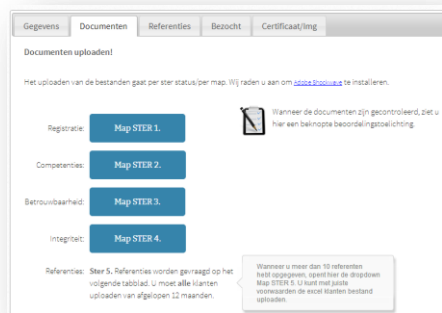 Gegevens Documenten Referenties Bezocht Certificaat/Img
Documenten uploaden!
Het uploaden van de bestanden gaat per ster status/per map. Wij raden u aan om Adobe Shockwave te installeren.
Registratie: Map STER 1.
Wanneer de documenten zijn gecontroleerd, ziet u
hier een beknopte beoordelingstoelichting.
Competenties: Map STER 2.
Betrouwbaarheid: Map STER 3.
Integriteit: Map STER 4.
Referenties: Ster 5. Referenties worden gevraagd op het
volgende tabblad. U moet alle klanten
uploaden van afgelopen 12 maanden.
Wanneer u meer dan 10 referenten
hebt opgegeven, opent hier de dropdown
Map STER 5. U kunt met juiste
voorwaarden de excel klanten bestand
uploaden.